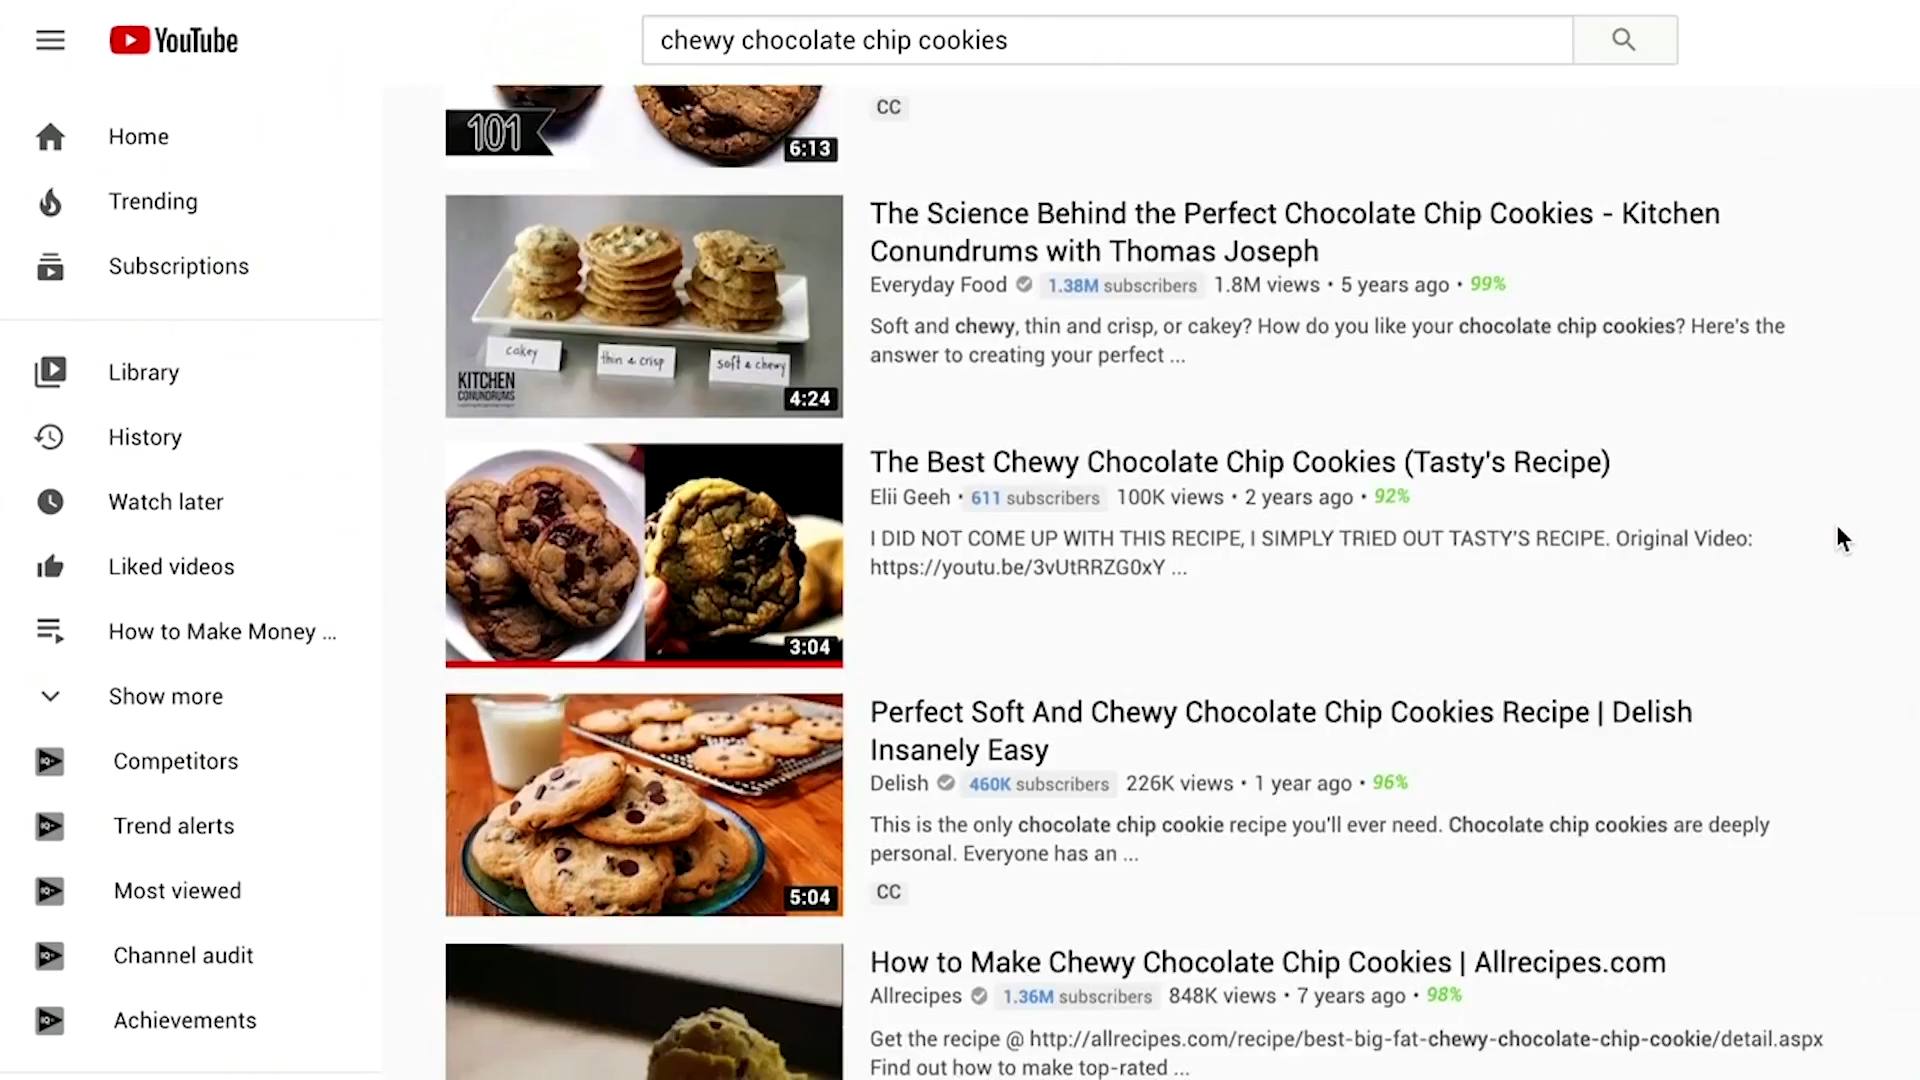 YouTube
chewy chocolate chip cookies
Home
Trending
Subscriptions
Library
History
Watch later
Liked videos
How to Make Money ...
Show more
Competitors
Trend alerts
Most viewed
Channel audit
Achievements
101
6:13
CC
cakey
thin & crisp
soft & chewy
KITCHEN
CONUNDRUMS
4:24
The Science Behind the Perfect Chocolate Chip Cookies - Kitchen
Conundrums with Thomas Joseph
Everyday Food 1.38M subscribers 1.8M views • 5 years ago • 99%
Soft and chewy, thin and crisp, or cakey? How do you like your chocolate chip cookies? Here's the
answer to creating your perfect ...
3:04
The Best Chewy Chocolate Chip Cookies (Tasty's Recipe)
Elii Geeh • 611 subscribers 100K views • 2 years ago • 92%
I DID NOT COME UP WITH THIS RECIPE, I SIMPLY TRIED OUT TASTY'S RECIPE. Original Video:
https://youtu.be/3vUtRRZG0xY ...
5:04
Perfect Soft And Chewy Chocolate Chip Cookies Recipe | Delish
Insanely Easy
Delish 460K subscribers 226K views • 1 year ago • 96%
This is the only chocolate chip cookie recipe you'll ever need. Chocolate chip cookies are deeply
personal. Everyone has an ...
CC
How to Make Chewy Chocolate Chip Cookies | Allrecipes.com
Allrecipes 1.36M subscribers 848K views • 7 years ago • 98%
Get the recipe @ http://allrecipes.com/recipe/best-big-fat-chewy-chocolate-chip-cookie/detail.aspx
Find out how to make top-rated ...